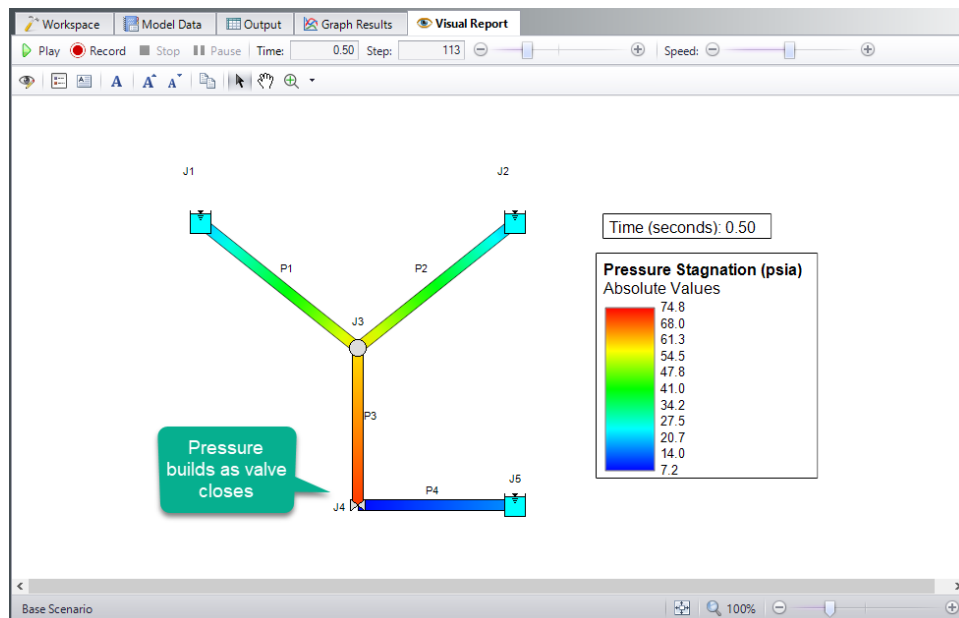 Workspace Model Data Output Graph Results Visual Report
Play Record Stop Pause Time: 0.50 Step: 113 Speed:
A A A
J1 J2
Time (seconds): 0.50
P1 P2
Pressure Stagnation (psia)
Absolute Values
74.8
68.0
61.3
54.5
47.8
41.0
34.2
27.5
20.7
14.0
7.2
J3
P3
Pressure
builds as valve
closes
J4 P4 J5
Base Scenario 100%